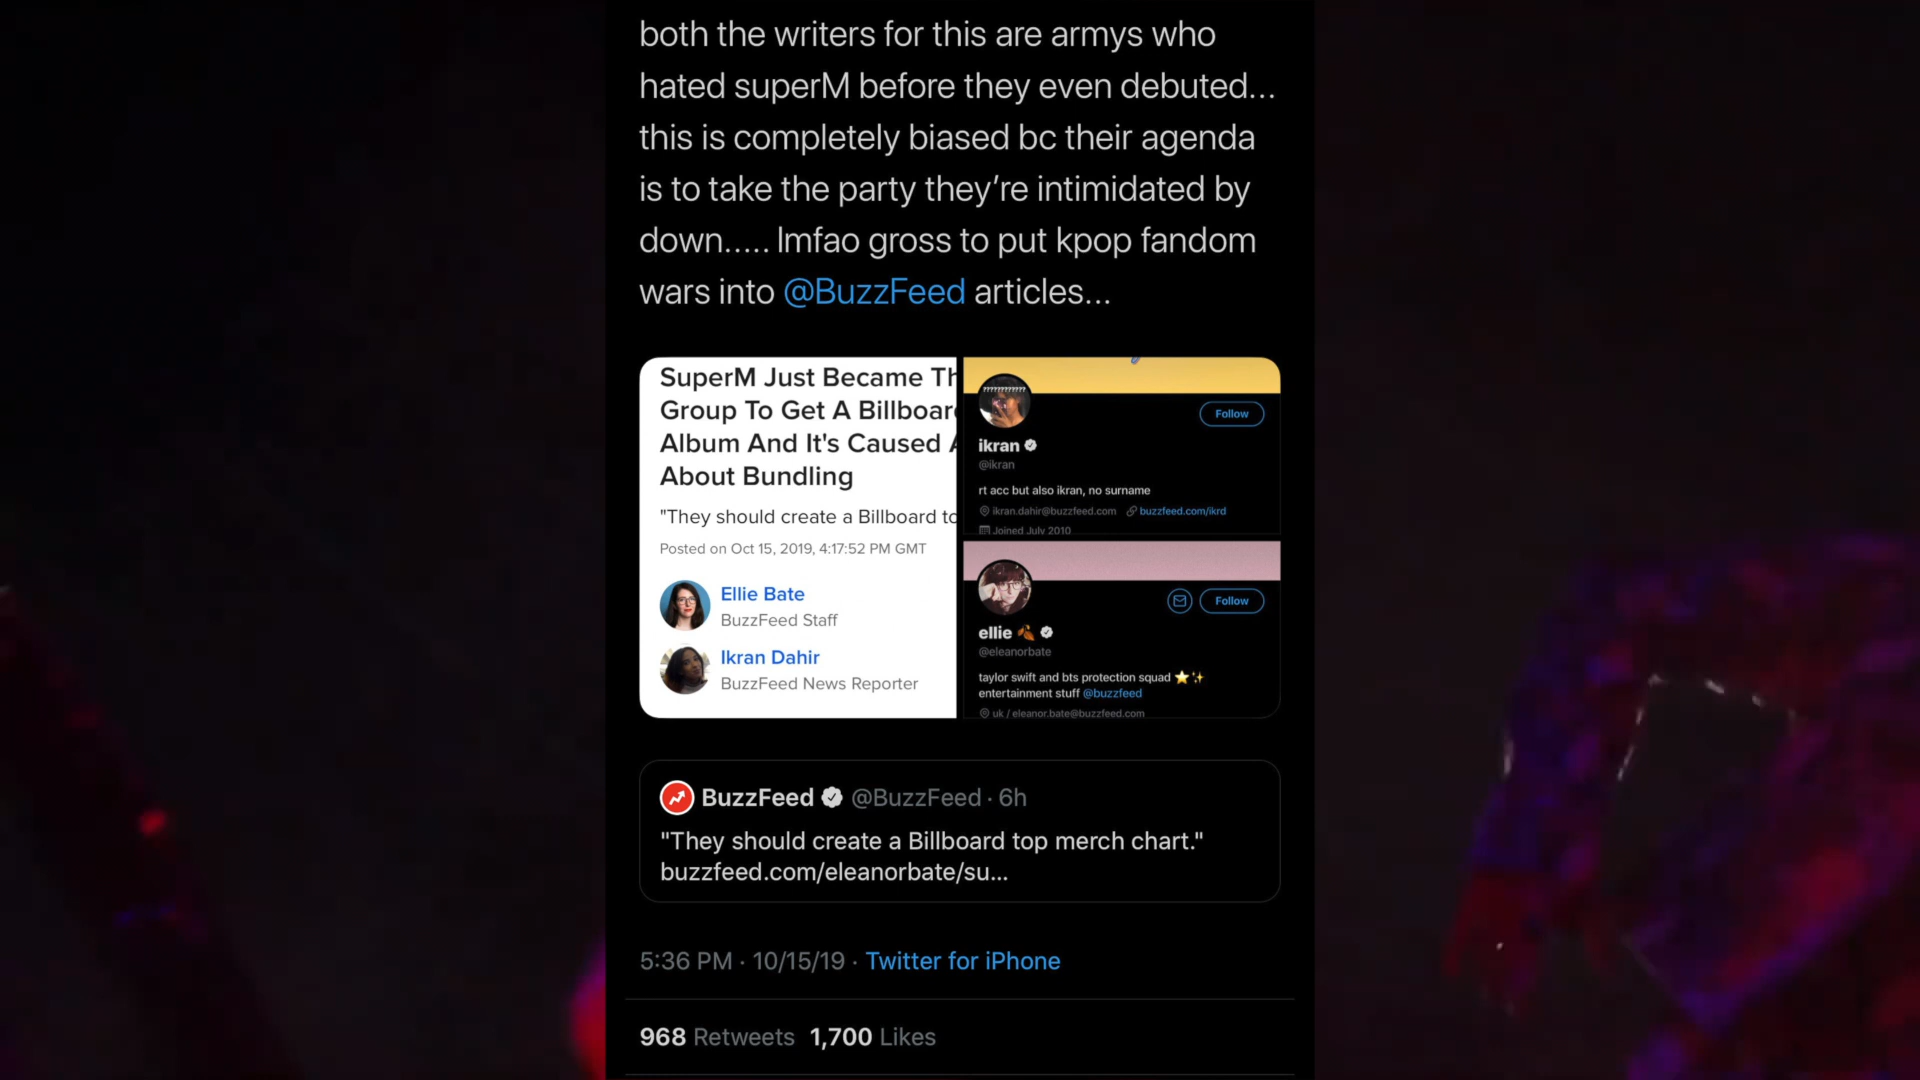 both the writers for this are armys who
hated superM before they even debuted...
this is completely biased bc their agenda
is to take the party they're intimidated by
down..... lmfao gross to put kpop fandom
wars into @BuzzFeed articles...
SuperM Just Became Th
Group To Get A Billboar
Album And It's Caused A
About Bundling
"They should create a Billboard to
Posted on Oct 15, 2019, 4:17:52 PM GMT
Ellie Bate
BuzzFeed Staff
Ikran Dahir
BuzzFeed News Reporter
????????????
Follow
ikran
@ikran
rt acc but also ikran, no surname
ikran.dahir@buzzfeed.com buzzfeed.com/ikrd
Joined July 2010
Follow
ellie
@eleanorbate
taylor swift and bts protection squad ⭐✨
entertainment stuff @buzzfeed
uk / eleanor.bate@buzzfeed.com
BuzzFeed @BuzzFeed · 6h
"They should create a Billboard top merch chart."
buzzfeed.com/eleanorbate/su...
5:36 PM · 10/15/19 · Twitter for iPhone
968 Retweets 1,700 Likes